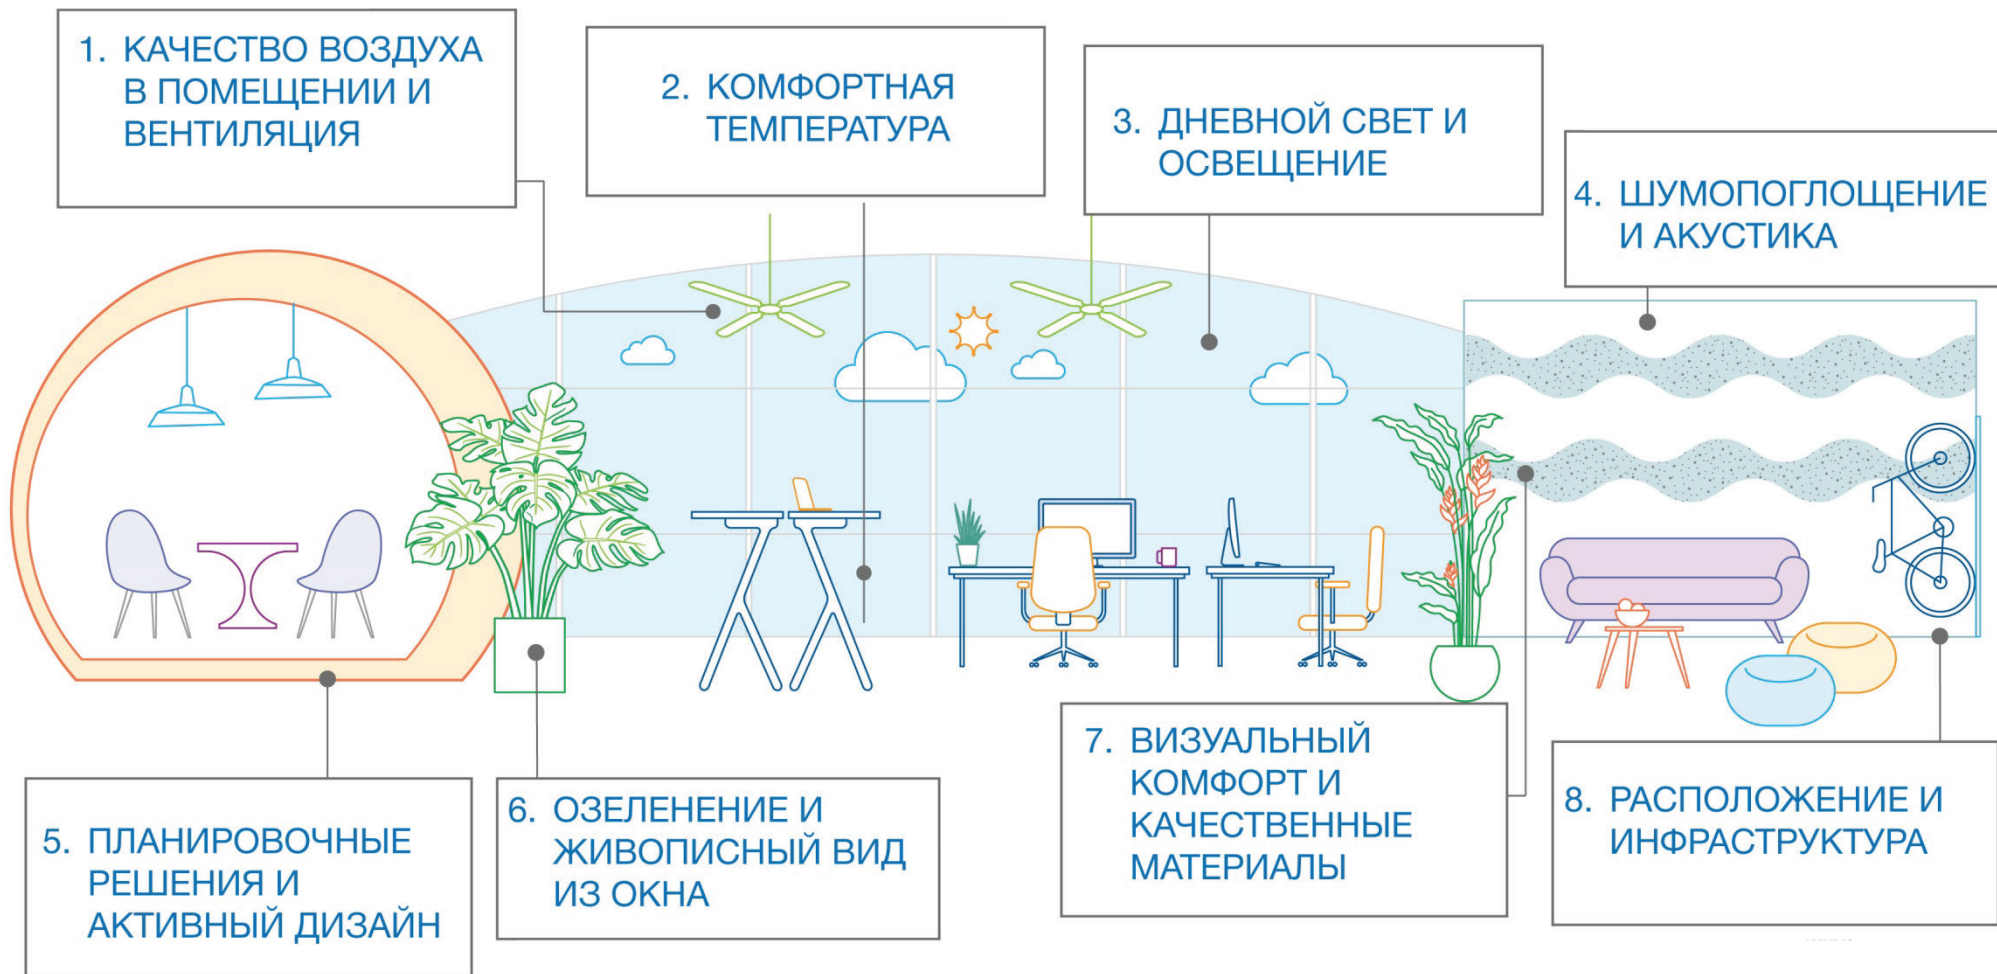 1. КАЧЕСТВО ВОЗДУХА
В ПОМЕЩЕНИИ И
ВЕНТИЛЯЦИЯ
2. КОМФОРТНАЯ
ТЕМПЕРАТУРА
3. ДНЕВНОЙ СВЕТ И
ОСВЕЩЕНИЕ
4. ШУМОПОГЛОЩЕНИЕ
И АКУСТИКА
5. ПЛАНИРОВОЧНЫЕ
РЕШЕНИЯ И
АКТИВНЫЙ ДИЗАЙН
6. ОЗЕЛЕНЕНИЕ И
ЖИВОПИСНЫЙ ВИД
ИЗ ОКНА
7. ВИЗУАЛЬНЫЙ
КОМФОРТ И
КАЧЕСТВЕННЫЕ
МАТЕРИАЛЫ
8. РАСПОЛОЖЕНИЕ И
ИНФРАСТРУКТУРА